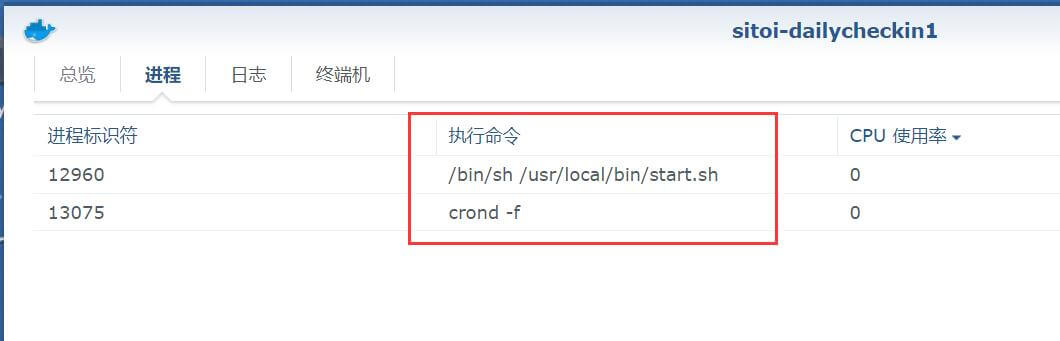 sitoi-dailycheckin1
总览 进程 日志 终端机
进程标识符 执行命令 CPU 使用率
12960 /bin/sh /usr/local/bin/start.sh 0
13075 crond -f 0